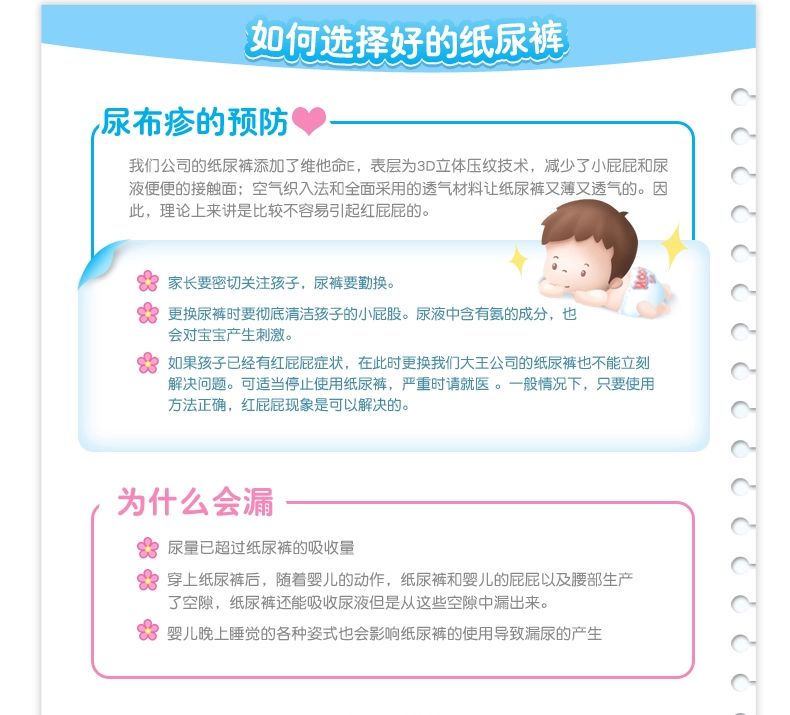 如何选择好的纸尿裤
尿布疹的预防
我们公司的纸尿裤添加了维他命E，表层为3D立体压纹技术，减少了小屁屁和尿
液便便的接触面；空气织入法和全面采用的透气材料让纸尿裤又薄又透气的。因
此，理论上来讲是比较不容易引起红屁屁的。
家长要密切关注孩子，尿裤要勤换。
更换尿裤时要彻底清洁孩子的小屁股。尿液中含有氨的成分，也
会对宝宝产生刺激。
如果孩子已经有红屁屁症状，在此时更换我们大王公司的纸尿裤也不能立刻
解决问题。可适当停止使用纸尿裤，严重时请就医 。一般情况下，只要使用
方法正确，红屁屁现象是可以解决的。
为什么会漏
尿量已超过纸尿裤的吸收量
穿上纸尿裤后，随着婴儿的动作，纸尿裤和婴儿的屁屁以及腰部生产
了空隙，纸尿裤还能吸收尿液但是从这些空隙中漏出来。
婴儿晚上睡觉的各种姿式也会影响纸尿裤的使用导致漏尿的产生